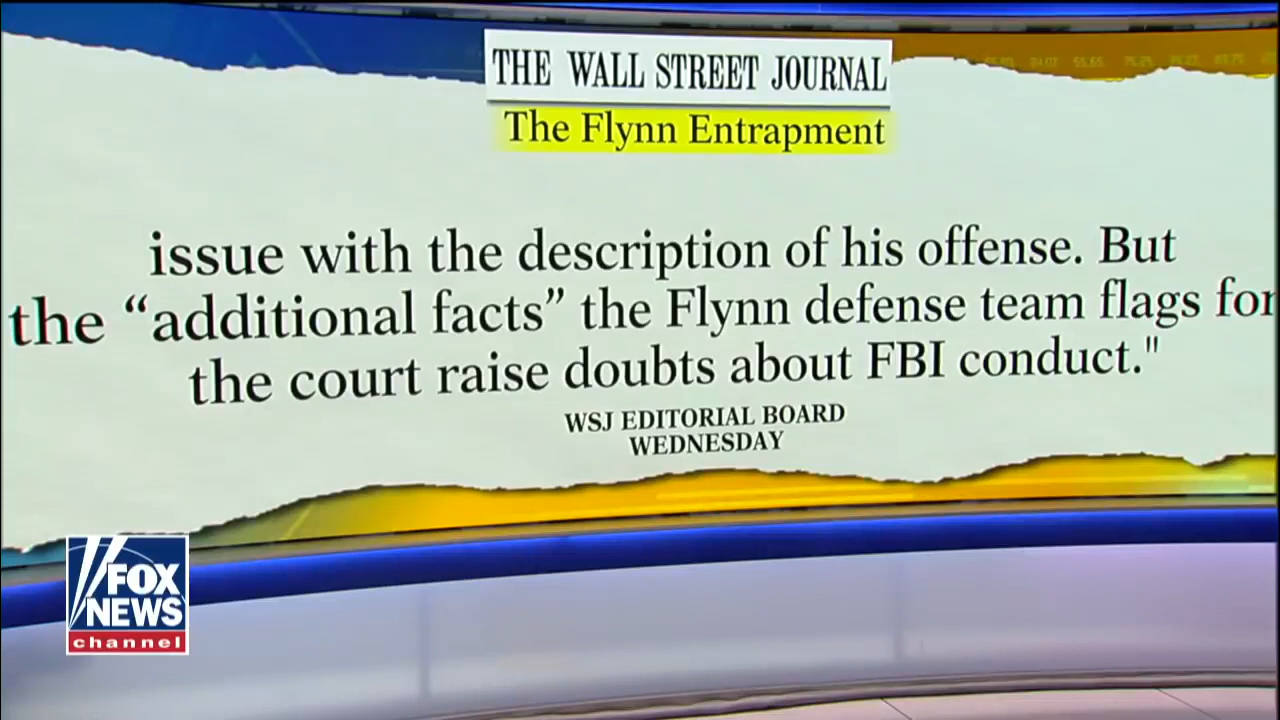 THE WALL STREET JOURNAL
The Flynn Entrapment
issue with the description of his offense. But
the “additional facts” the Flynn defense team flags for
the court raise doubts about FBI conduct."
WSJ EDITORIAL BOARD
WEDNESDAY
FOX
NEWS
channel